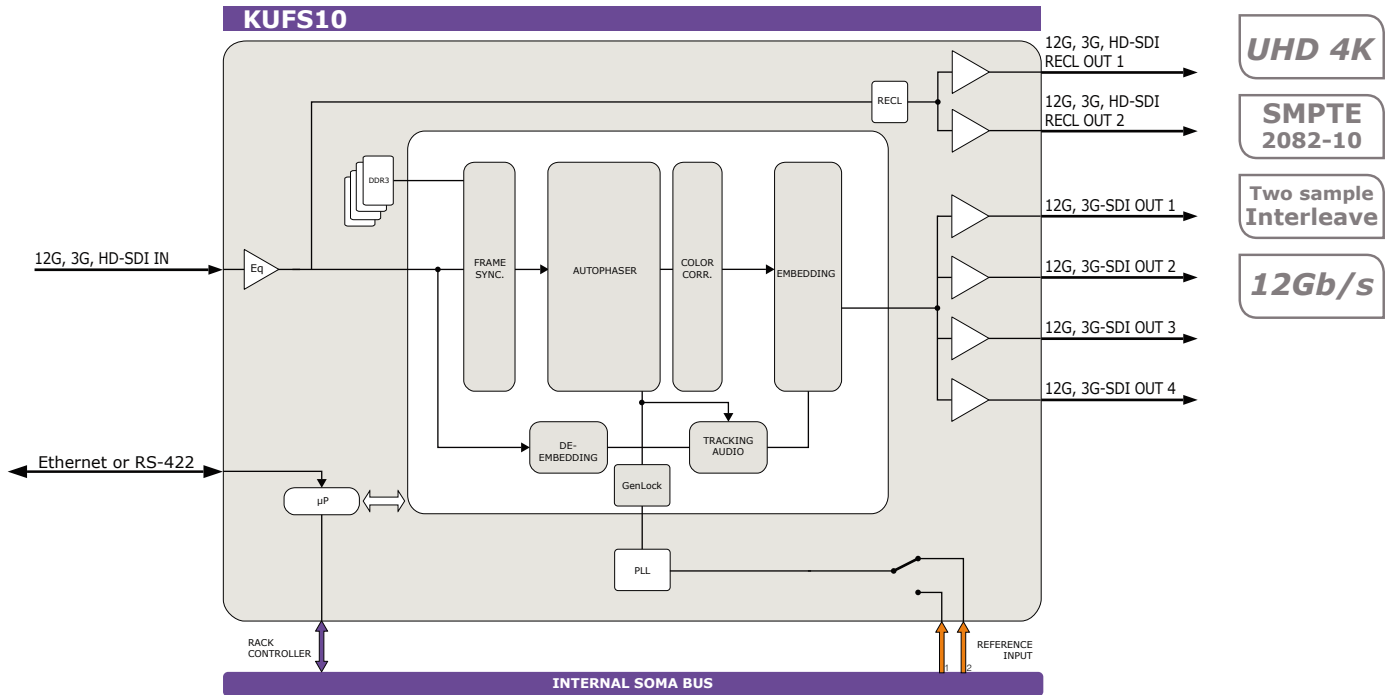 KUFS10
12G, 3G, HD-SDI
RECL OUT 1
UHD 4K
RECL
12G, 3G, HD-SDI
RECL OUT 2
SMPTE
2082-10
DDR3
Two sample
Interleave
12G, 3G-SDI OUT 1
12G, 3G, HD-SDI IN
Eq
FRAME
SYNC.
AUTOPHASER
COLOR
CORR.
EMBEDDING
12G, 3G-SDI OUT 2
12Gb/s
12G, 3G-SDI OUT 3
12G, 3G-SDI OUT 4
DE-
EMBEDDING
TRACKING
AUDIO
Ethernet or RS-422
GenLock
µP
PLL
RACK
CONTROLLER
REFERENCE
INPUT
1
2
INTERNAL SOMA BUS